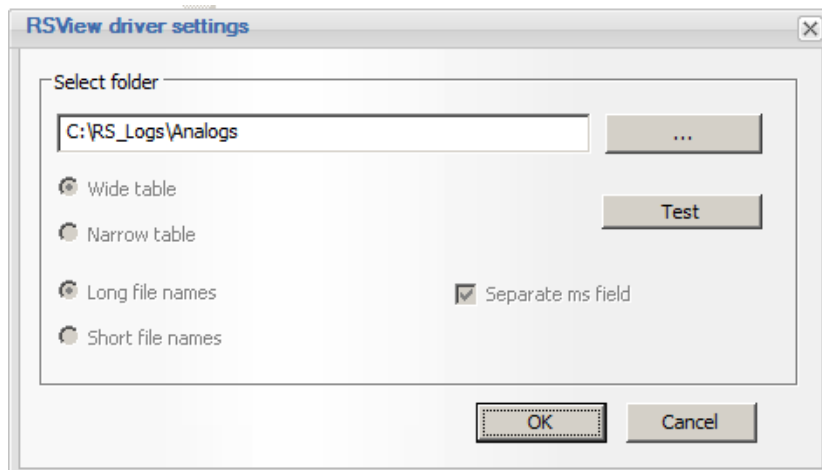 RSView driver settings
Select folder
C:\RS_Logs\Analogs
...
Wide table
Test
Narrow table
Long file names
Separate ms field
Short file names
OK
Cancel